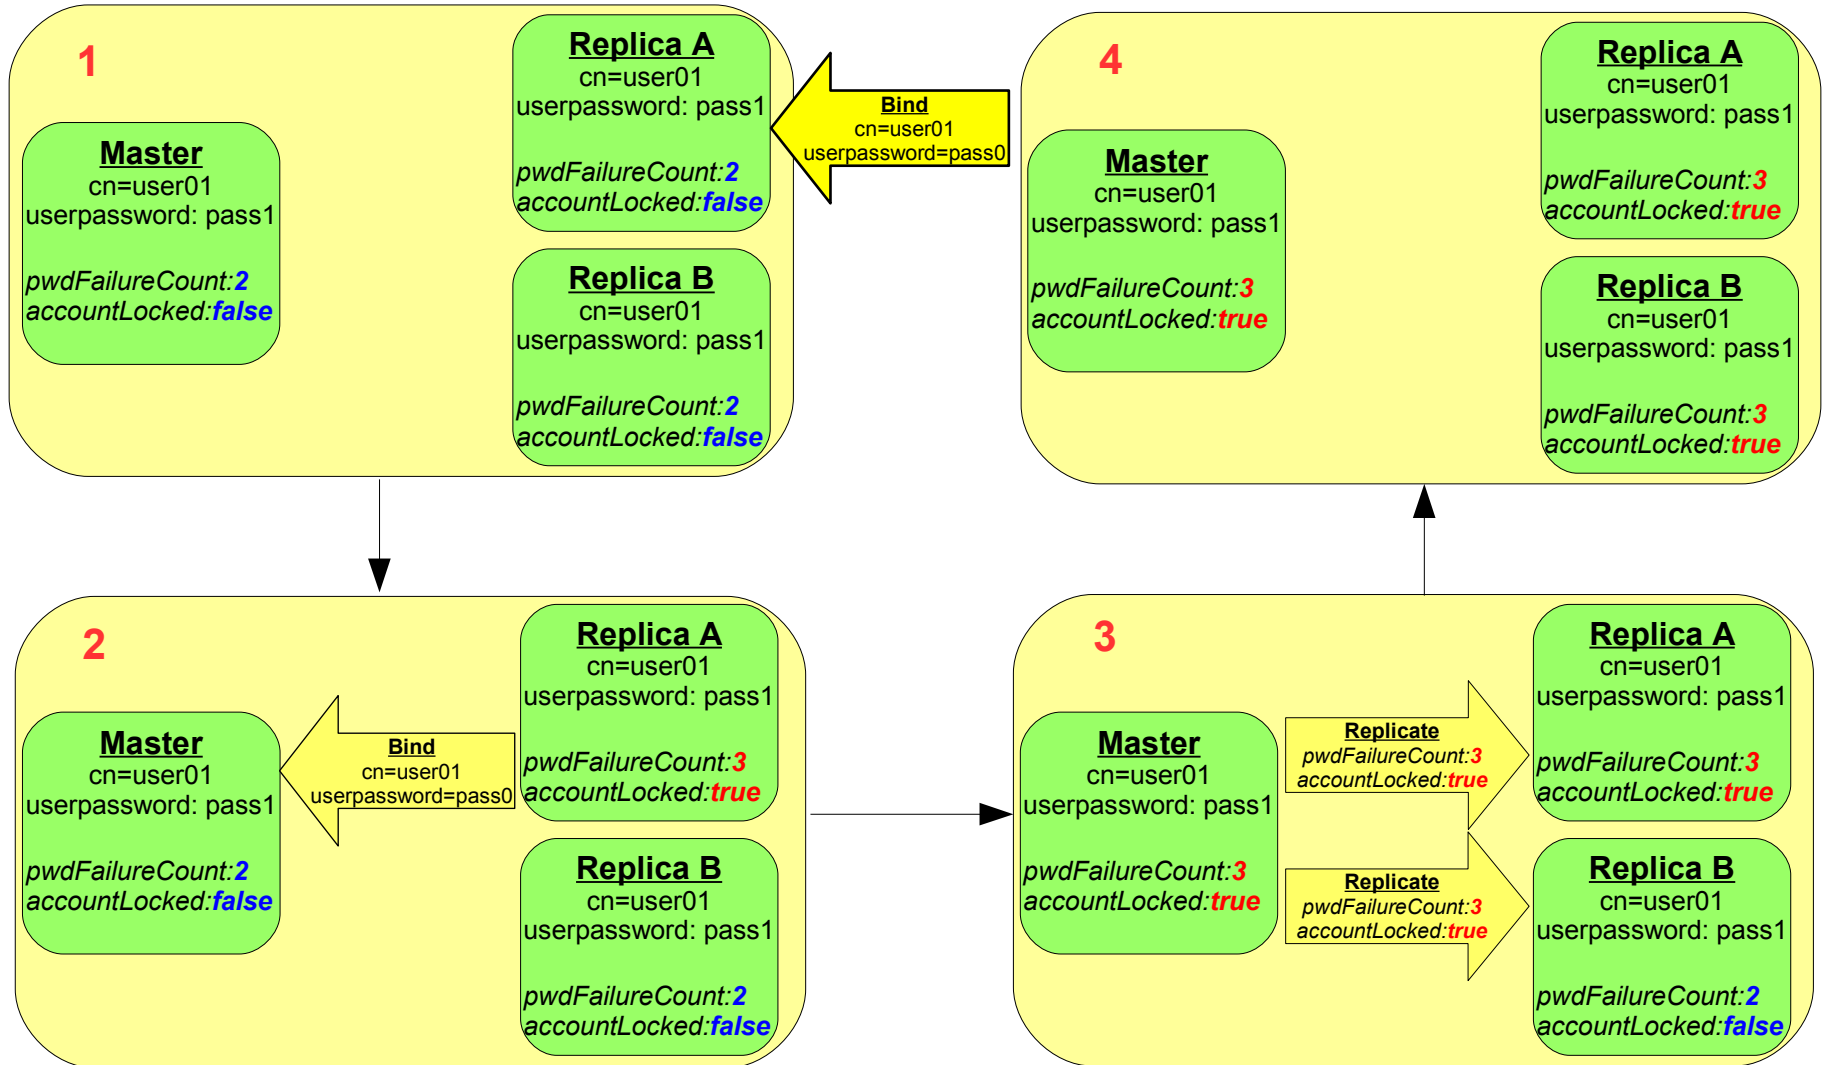 1
Replica A
cn=user01
userpassword: pass1
pwdFailureCount:2
accountLocked:false
Master
cn=user01
userpassword: pass1
pwdFailureCount:2
accountLocked:false
Replica B
cn=user01
userpassword: pass1
pwdFailureCount:2
accountLocked:false
Bind
cn=user01
userpassword=pass0
2
Replica A
cn=user01
userpassword: pass1
pwdFailureCount:3
accountLocked:true
Master
cn=user01
userpassword: pass1
pwdFailureCount:2
accountLocked:false
Bind
cn=user01
userpassword=pass0
Replica B
cn=user01
userpassword: pass1
pwdFailureCount:2
accountLocked:false
3
Replica A
cn=user01
userpassword: pass1
pwdFailureCount:3
accountLocked:true
Master
cn=user01
userpassword: pass1
pwdFailureCount:3
accountLocked:true
Replicate
pwdFailureCount:3
accountLocked:true
Replicate
pwdFailureCount:3
accountLocked:true
Replica B
cn=user01
userpassword: pass1
pwdFailureCount:2
accountLocked:false
4
Replica A
cn=user01
userpassword: pass1
pwdFailureCount:3
accountLocked:true
Master
cn=user01
userpassword: pass1
pwdFailureCount:3
accountLocked:true
Replica B
cn=user01
userpassword: pass1
pwdFailureCount:3
accountLocked:true